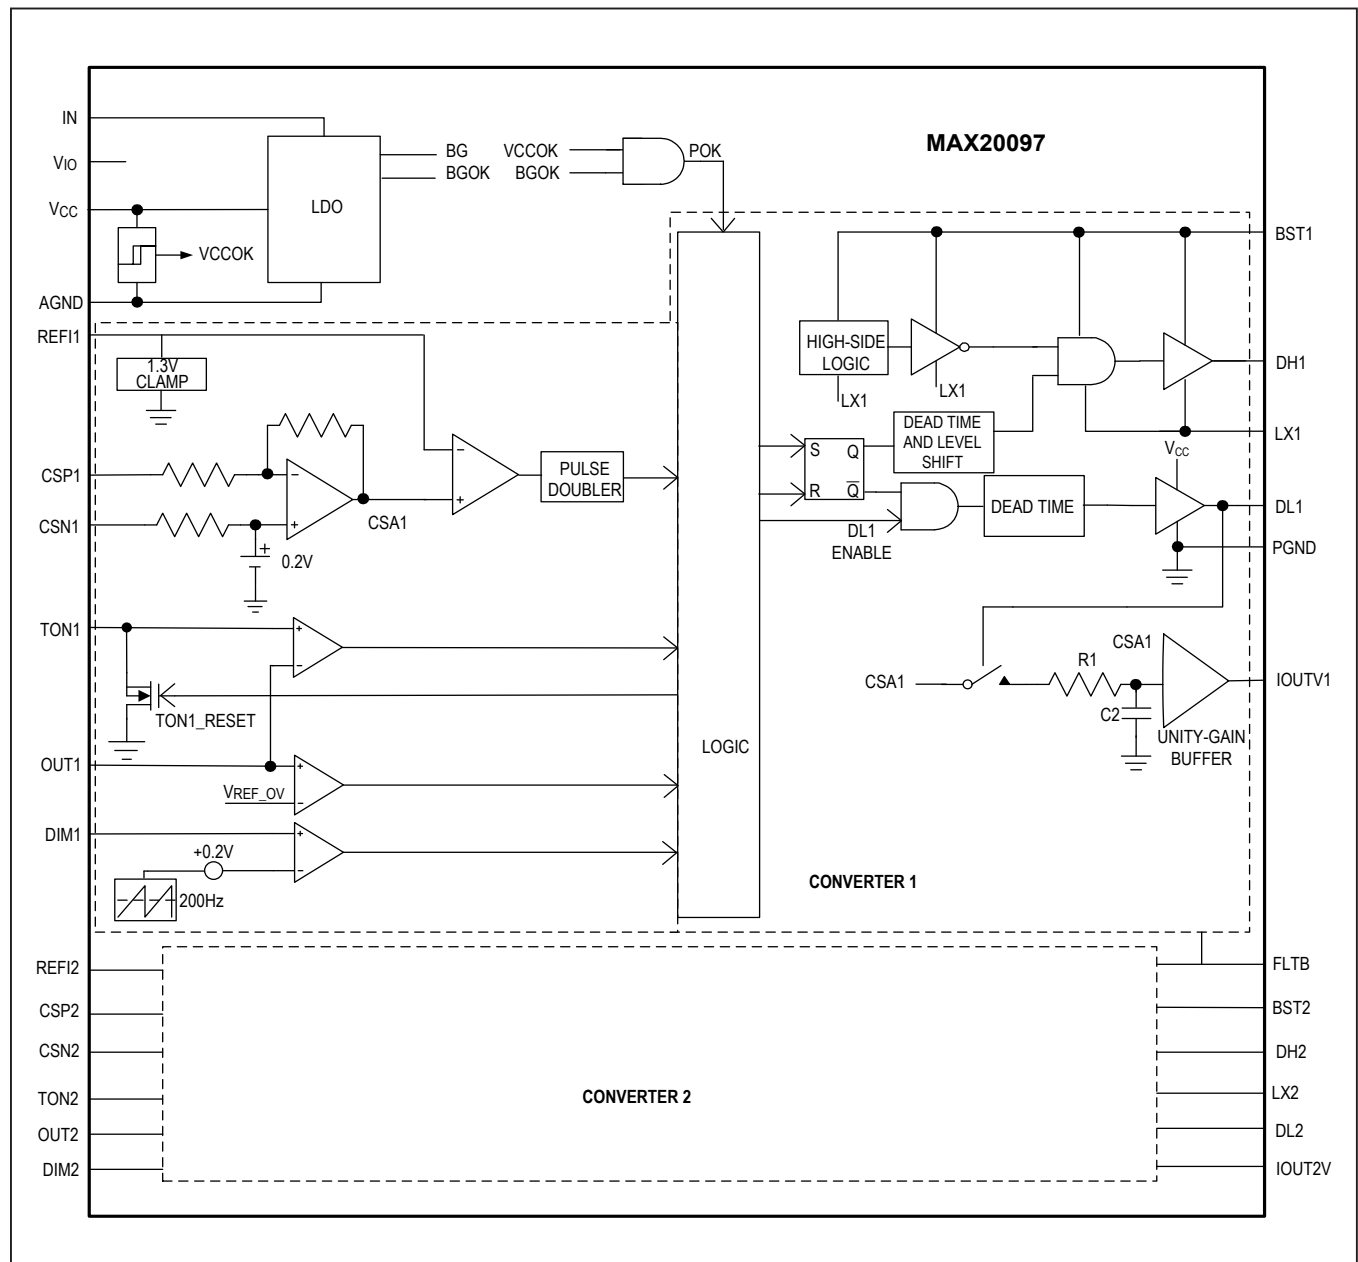 MAX20097
IN
VIO
VCC
AGND
LDO
BG
BGOK
VCCOK
BGOK
POK
VCCOK
REFI1
1.3V
CLAMP
CSP1
CSN1
-
+
CSA1
+
0.2V
-
+
PULSE
DOUBLER
TON1
+
-
TON1_RESET
OUT1
+
VREF_OV
-
DIM1
+
+0.2V
-
200Hz
LOGIC
HIGH-SIDE
LOGIC
LX1
LX1
BST1
DH1
LX1
S
Q
R
Q
DEAD TIME
AND LEVEL
SHIFT
DL1
ENABLE
DEAD TIME
VCC
DL1
PGND
CSA1
R1
C2
CSA1
UNITY-GAIN
BUFFER
IOUTV1
CONVERTER 1
REFI2
CSP2
CSN2
TON2
OUT2
DIM2
CONVERTER 2
FLTB
BST2
DH2
LX2
DL2
IOUT2V